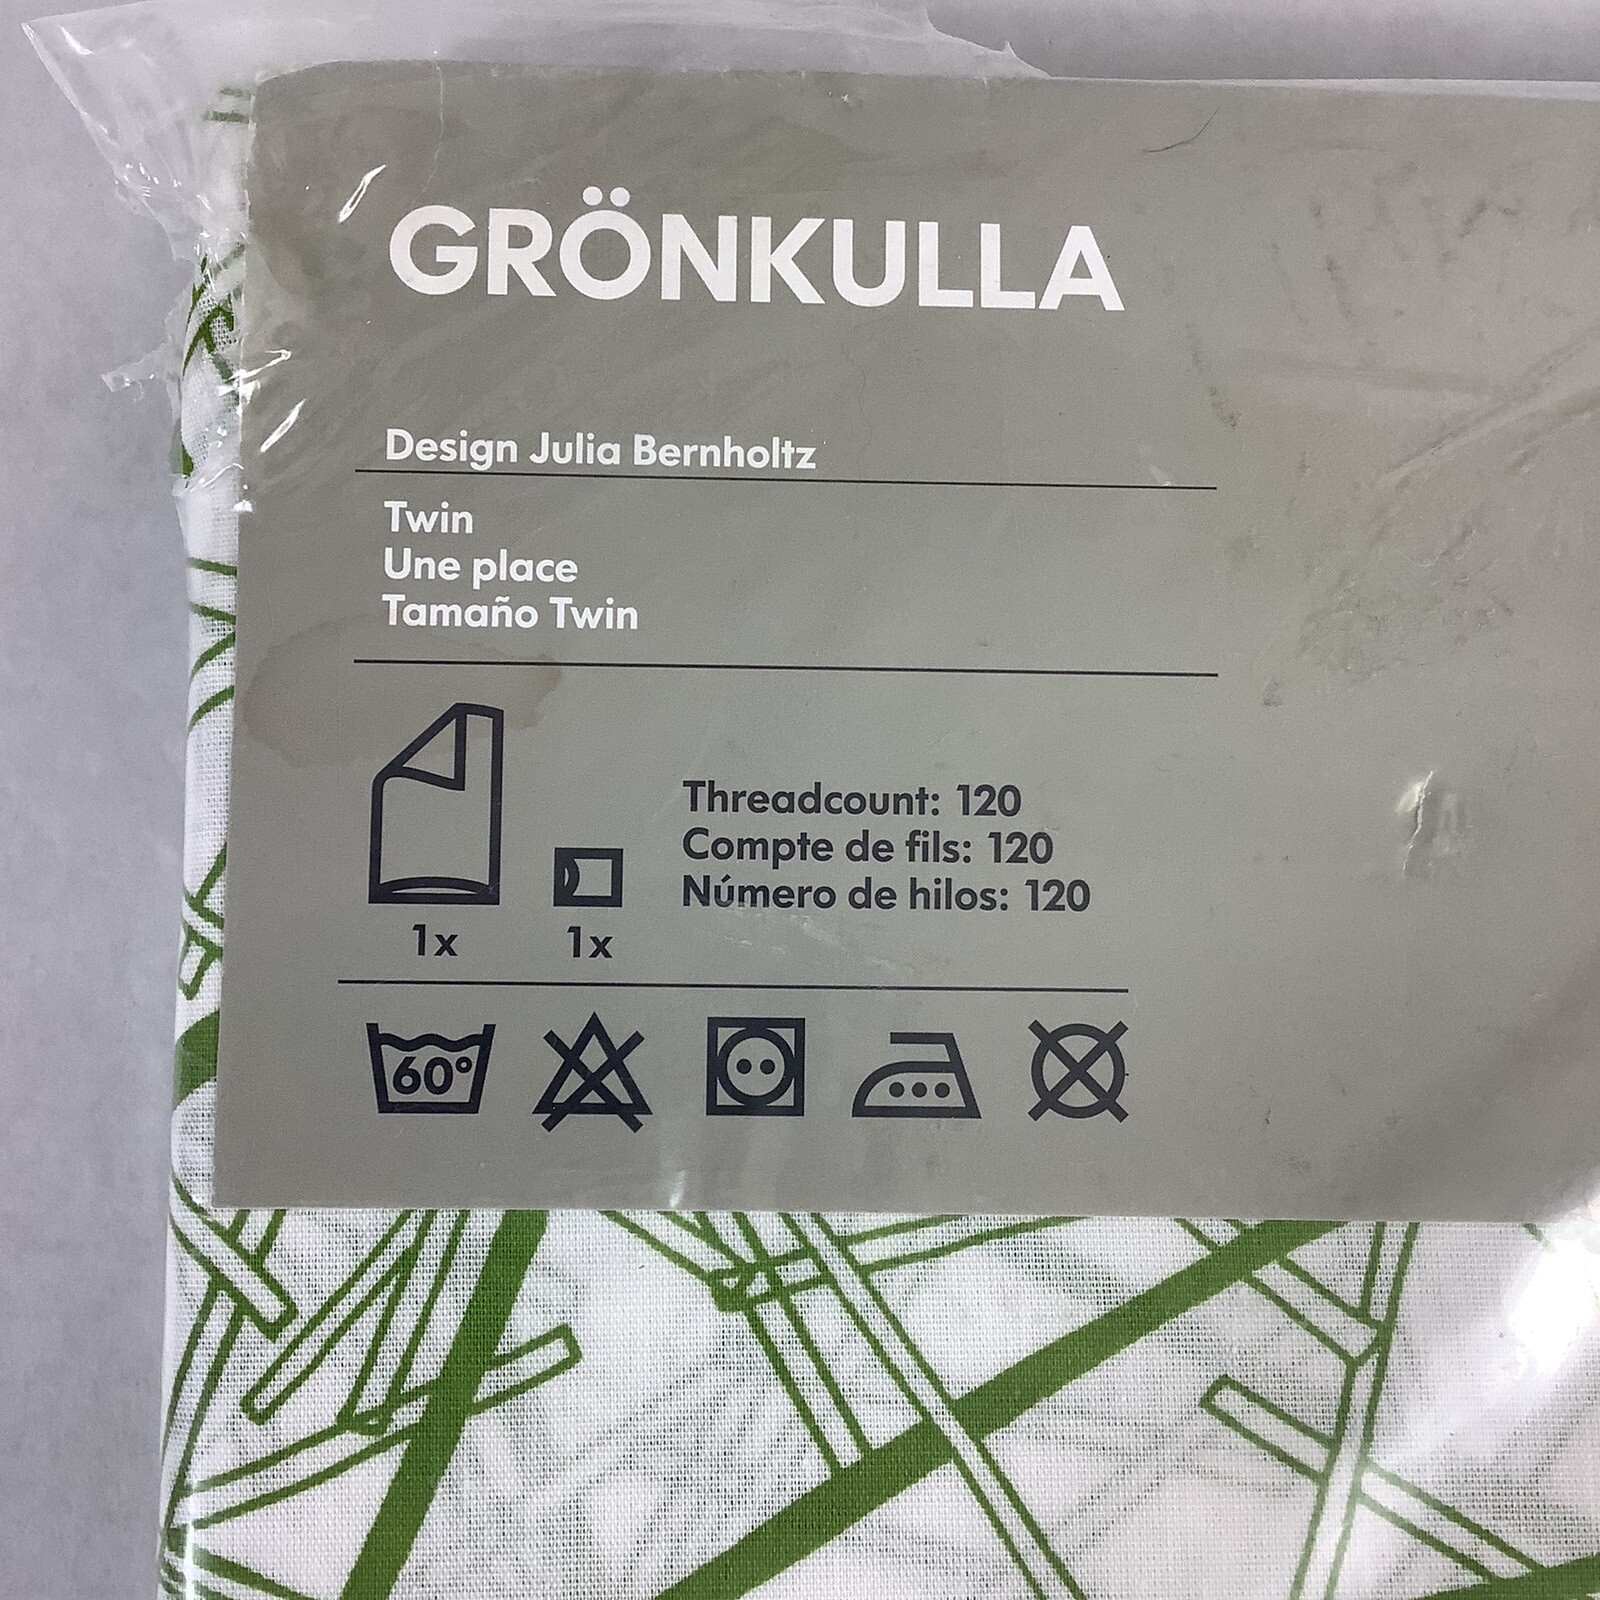 GRÖNKULLA
Design Julia Bernholtz
Twin
Une place
Tamaño Twin
Threadcount: 120
Compte de fils: 120
Número de hilos: 120
1x 1x
60°